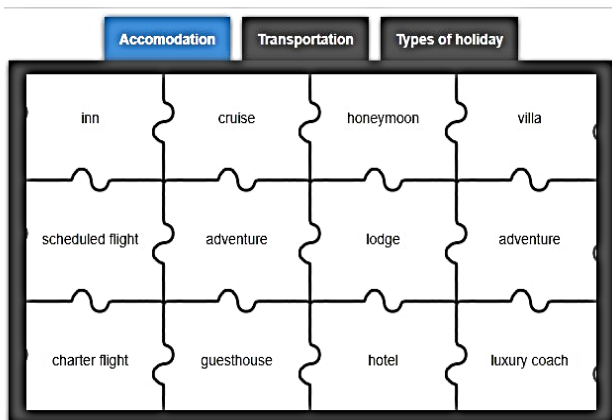 Accomodation Transportation Types of holiday
inn cruise honeymoon villa
scheduled flight adventure lodge adventure
charter flight guesthouse hotel luxury coach